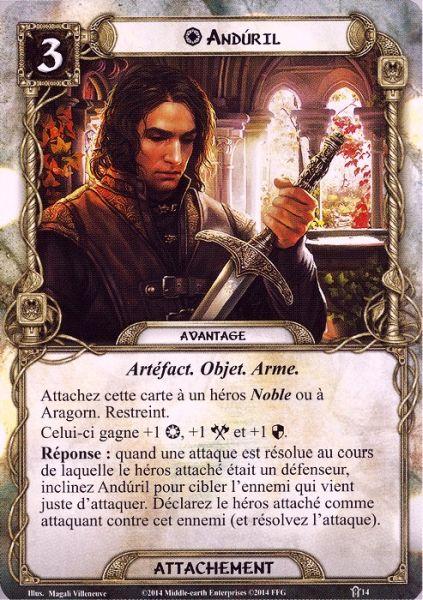 3
ANDÚRIL
AVANTAGE
Artéfact. Objet. Arme.
Attachez cette carte à un héros Noble ou à
Aragorn. Restreint.
Celui-ci gagne +1 , +1 et +1 .
Réponse : quand une attaque est résolue au cours
de laquelle le héros attaché était un défenseur,
inclinez Andúril pour cibler l'ennemi qui vient
juste d'attaquer. Déclarez le héros attaché comme
attaquant contre cet ennemi (et résolvez l'attaque).
ATTACHEMENT
Illus. Magali Villeneuve ©2014 Middle-earth Enterprises ©2014 FFG 14